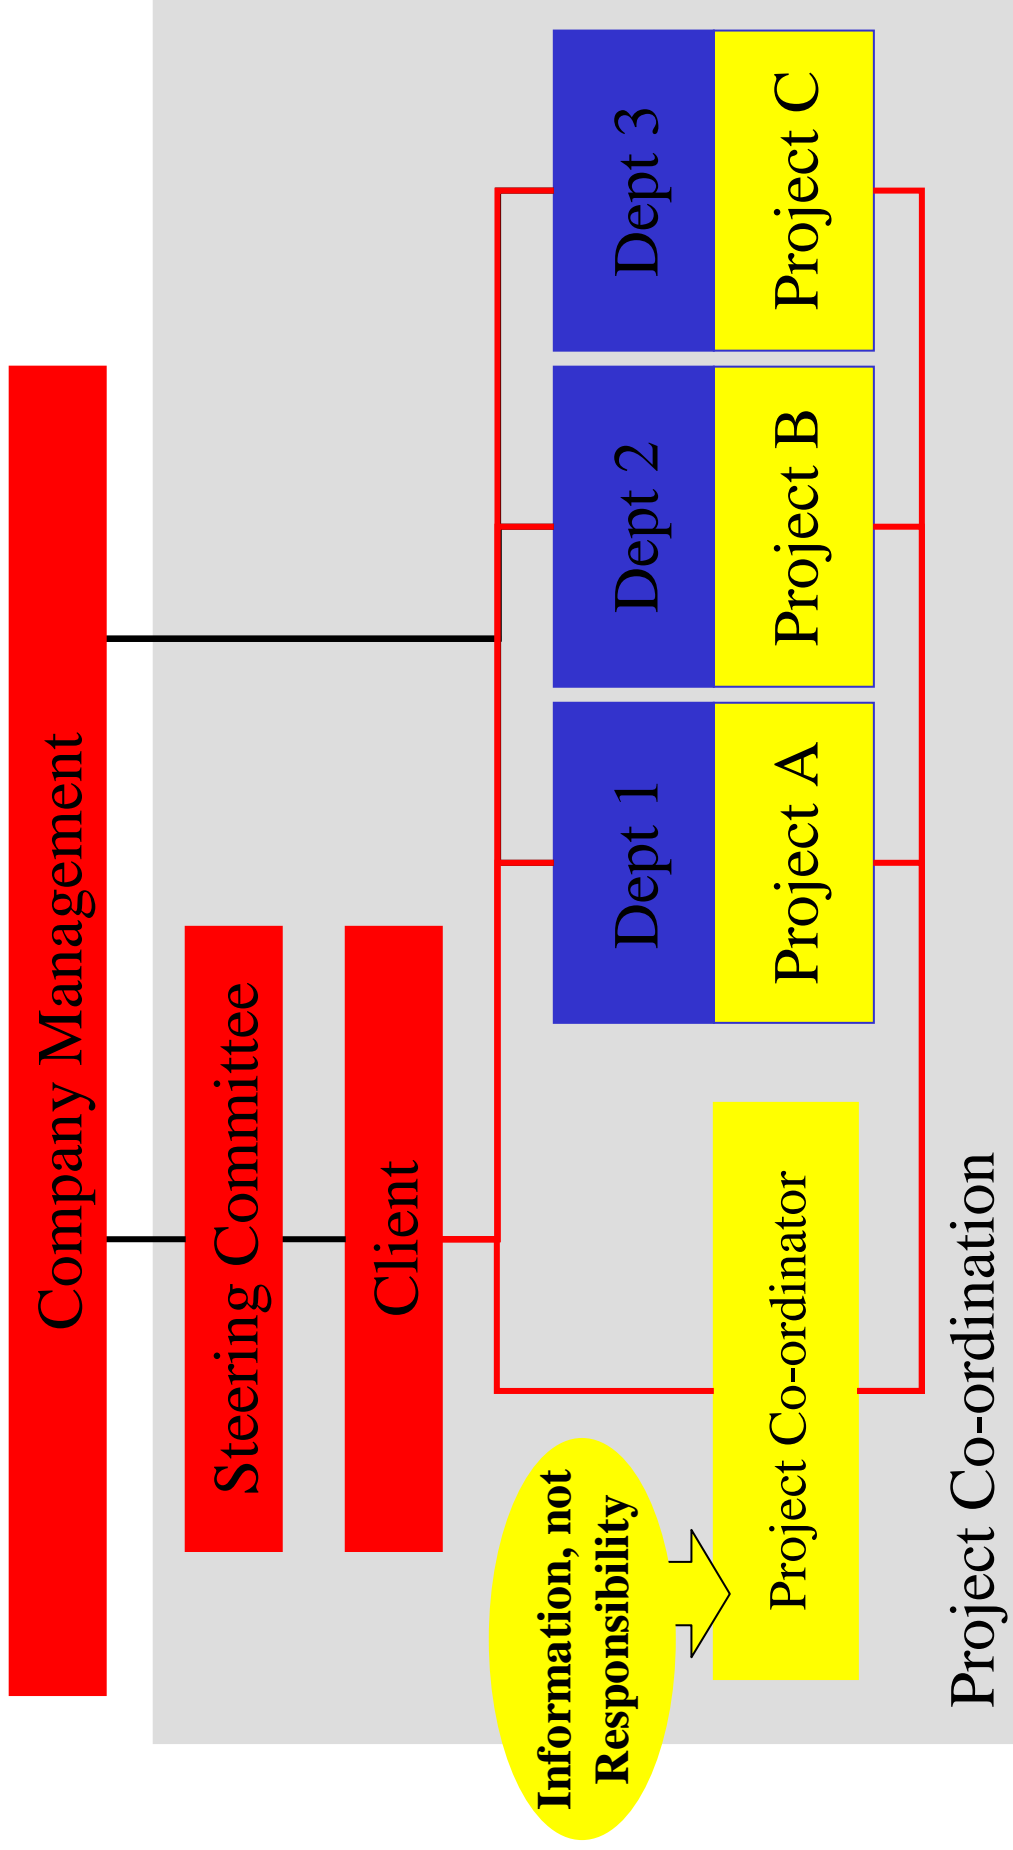 Company Management
Steering Committee
Client
Information, not
Responsibility
Dept 1
Dept 2
Dept 3
Project Co-ordinator
Project A
Project B
Project C
Project Co-ordination